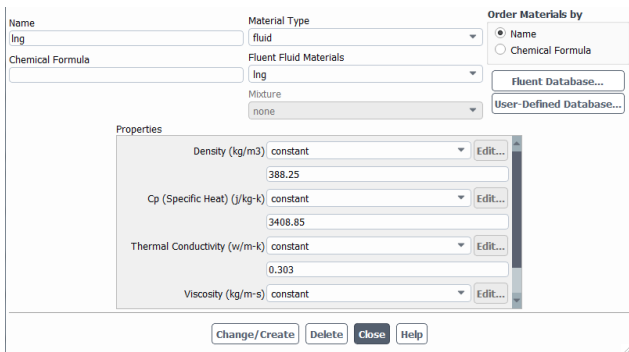 Name
lng
Chemical Formula
Material Type
fluid
Fluent Fluid Materials
lng
Mixture
none
Order Materials by
Name
Chemical Formula
Fluent Database...
User-Defined Database...
Properties
Density (kg/m3) constant Edit...
388.25
Cp (Specific Heat) (j/kg-k) constant Edit...
3408.85
Thermal Conductivity (w/m-k) constant Edit...
0.303
Viscosity (kg/m-s) constant Edit...
Change/Create Delete Close Help